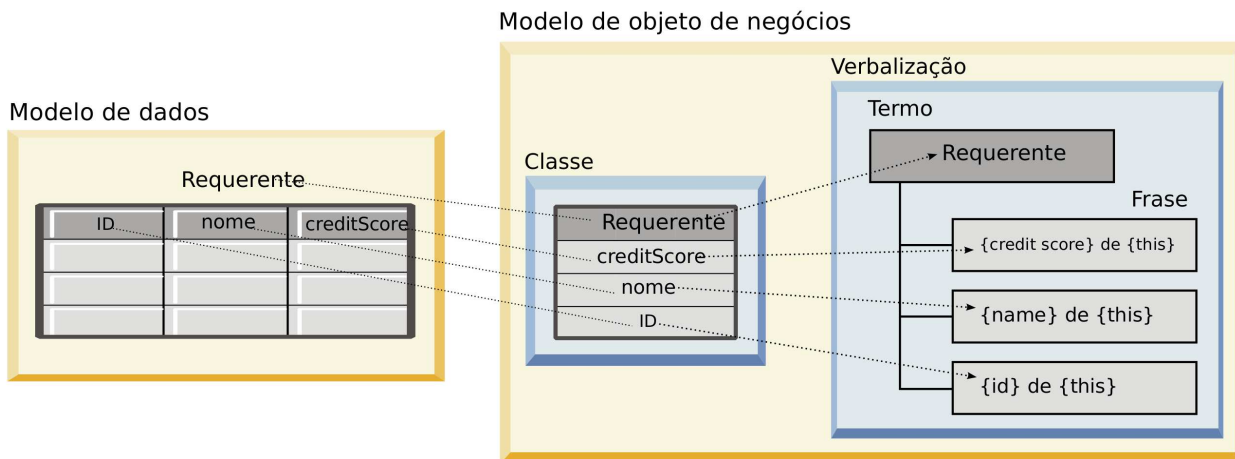 Modelo de objeto de negócios
Modelo de dados
Requerente
ID
nome
creditScore
Classe
Requerente
creditScore
nome
ID
Verbalização
Termo
Requerente
Frase
{credit score} de {this}
{name} de {this}
{id} de {this}